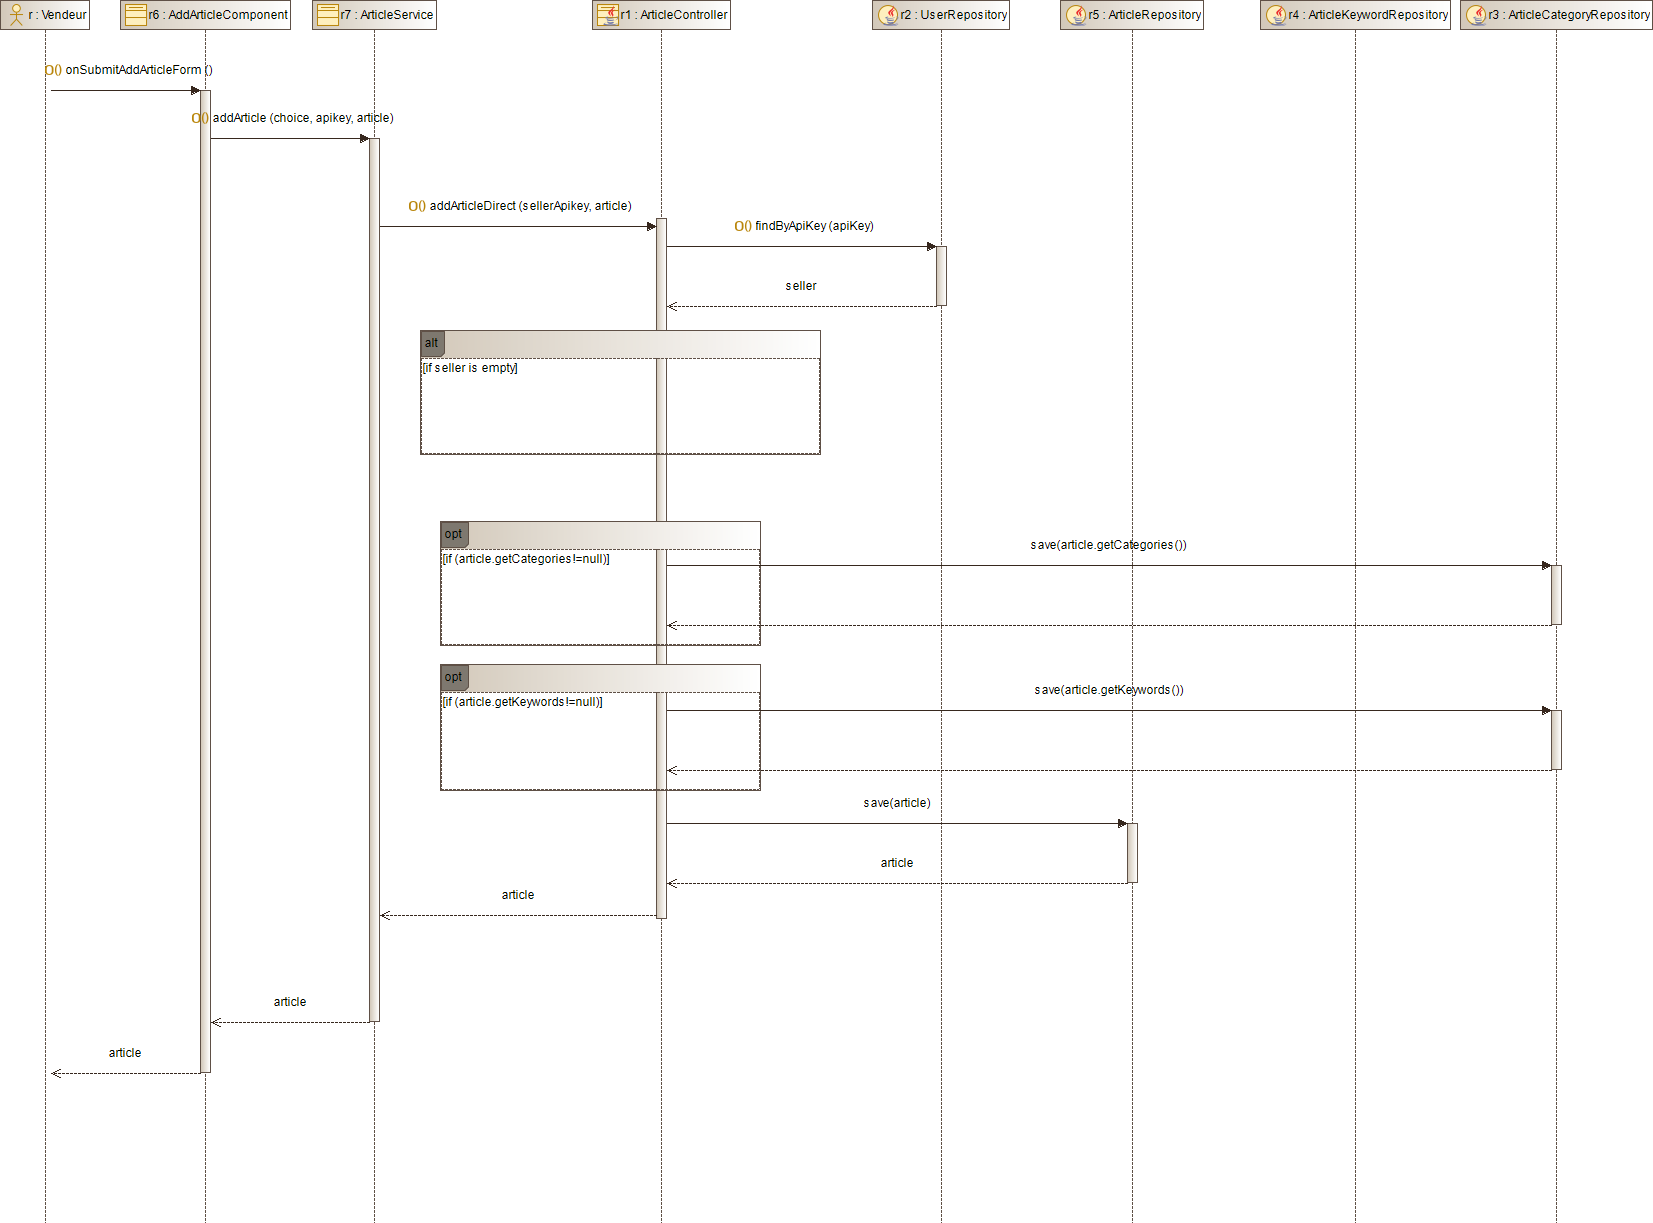 r : Vendeur
r6 : AddArticleComponent
r7 : ArticleService
r1 : ArticleController
r2 : UserRepository
r5 : ArticleRepository
r4 : ArticleKeywordRepository
r3 : ArticleCategoryRepository
O() onSubmitAddArticleForm ()
O() addArticle (choice, apikey, article)
O() addArticleDirect (sellerApikey, article)
O() findByApiKey (apiKey)
seller
alt
[if seller is empty]
opt
[if (article.getCategories!=null)]
save(article.getCategories())
opt
[if (article.getKeywords!=null)]
save(article.getKeywords())
save(article)
article
article
article
article